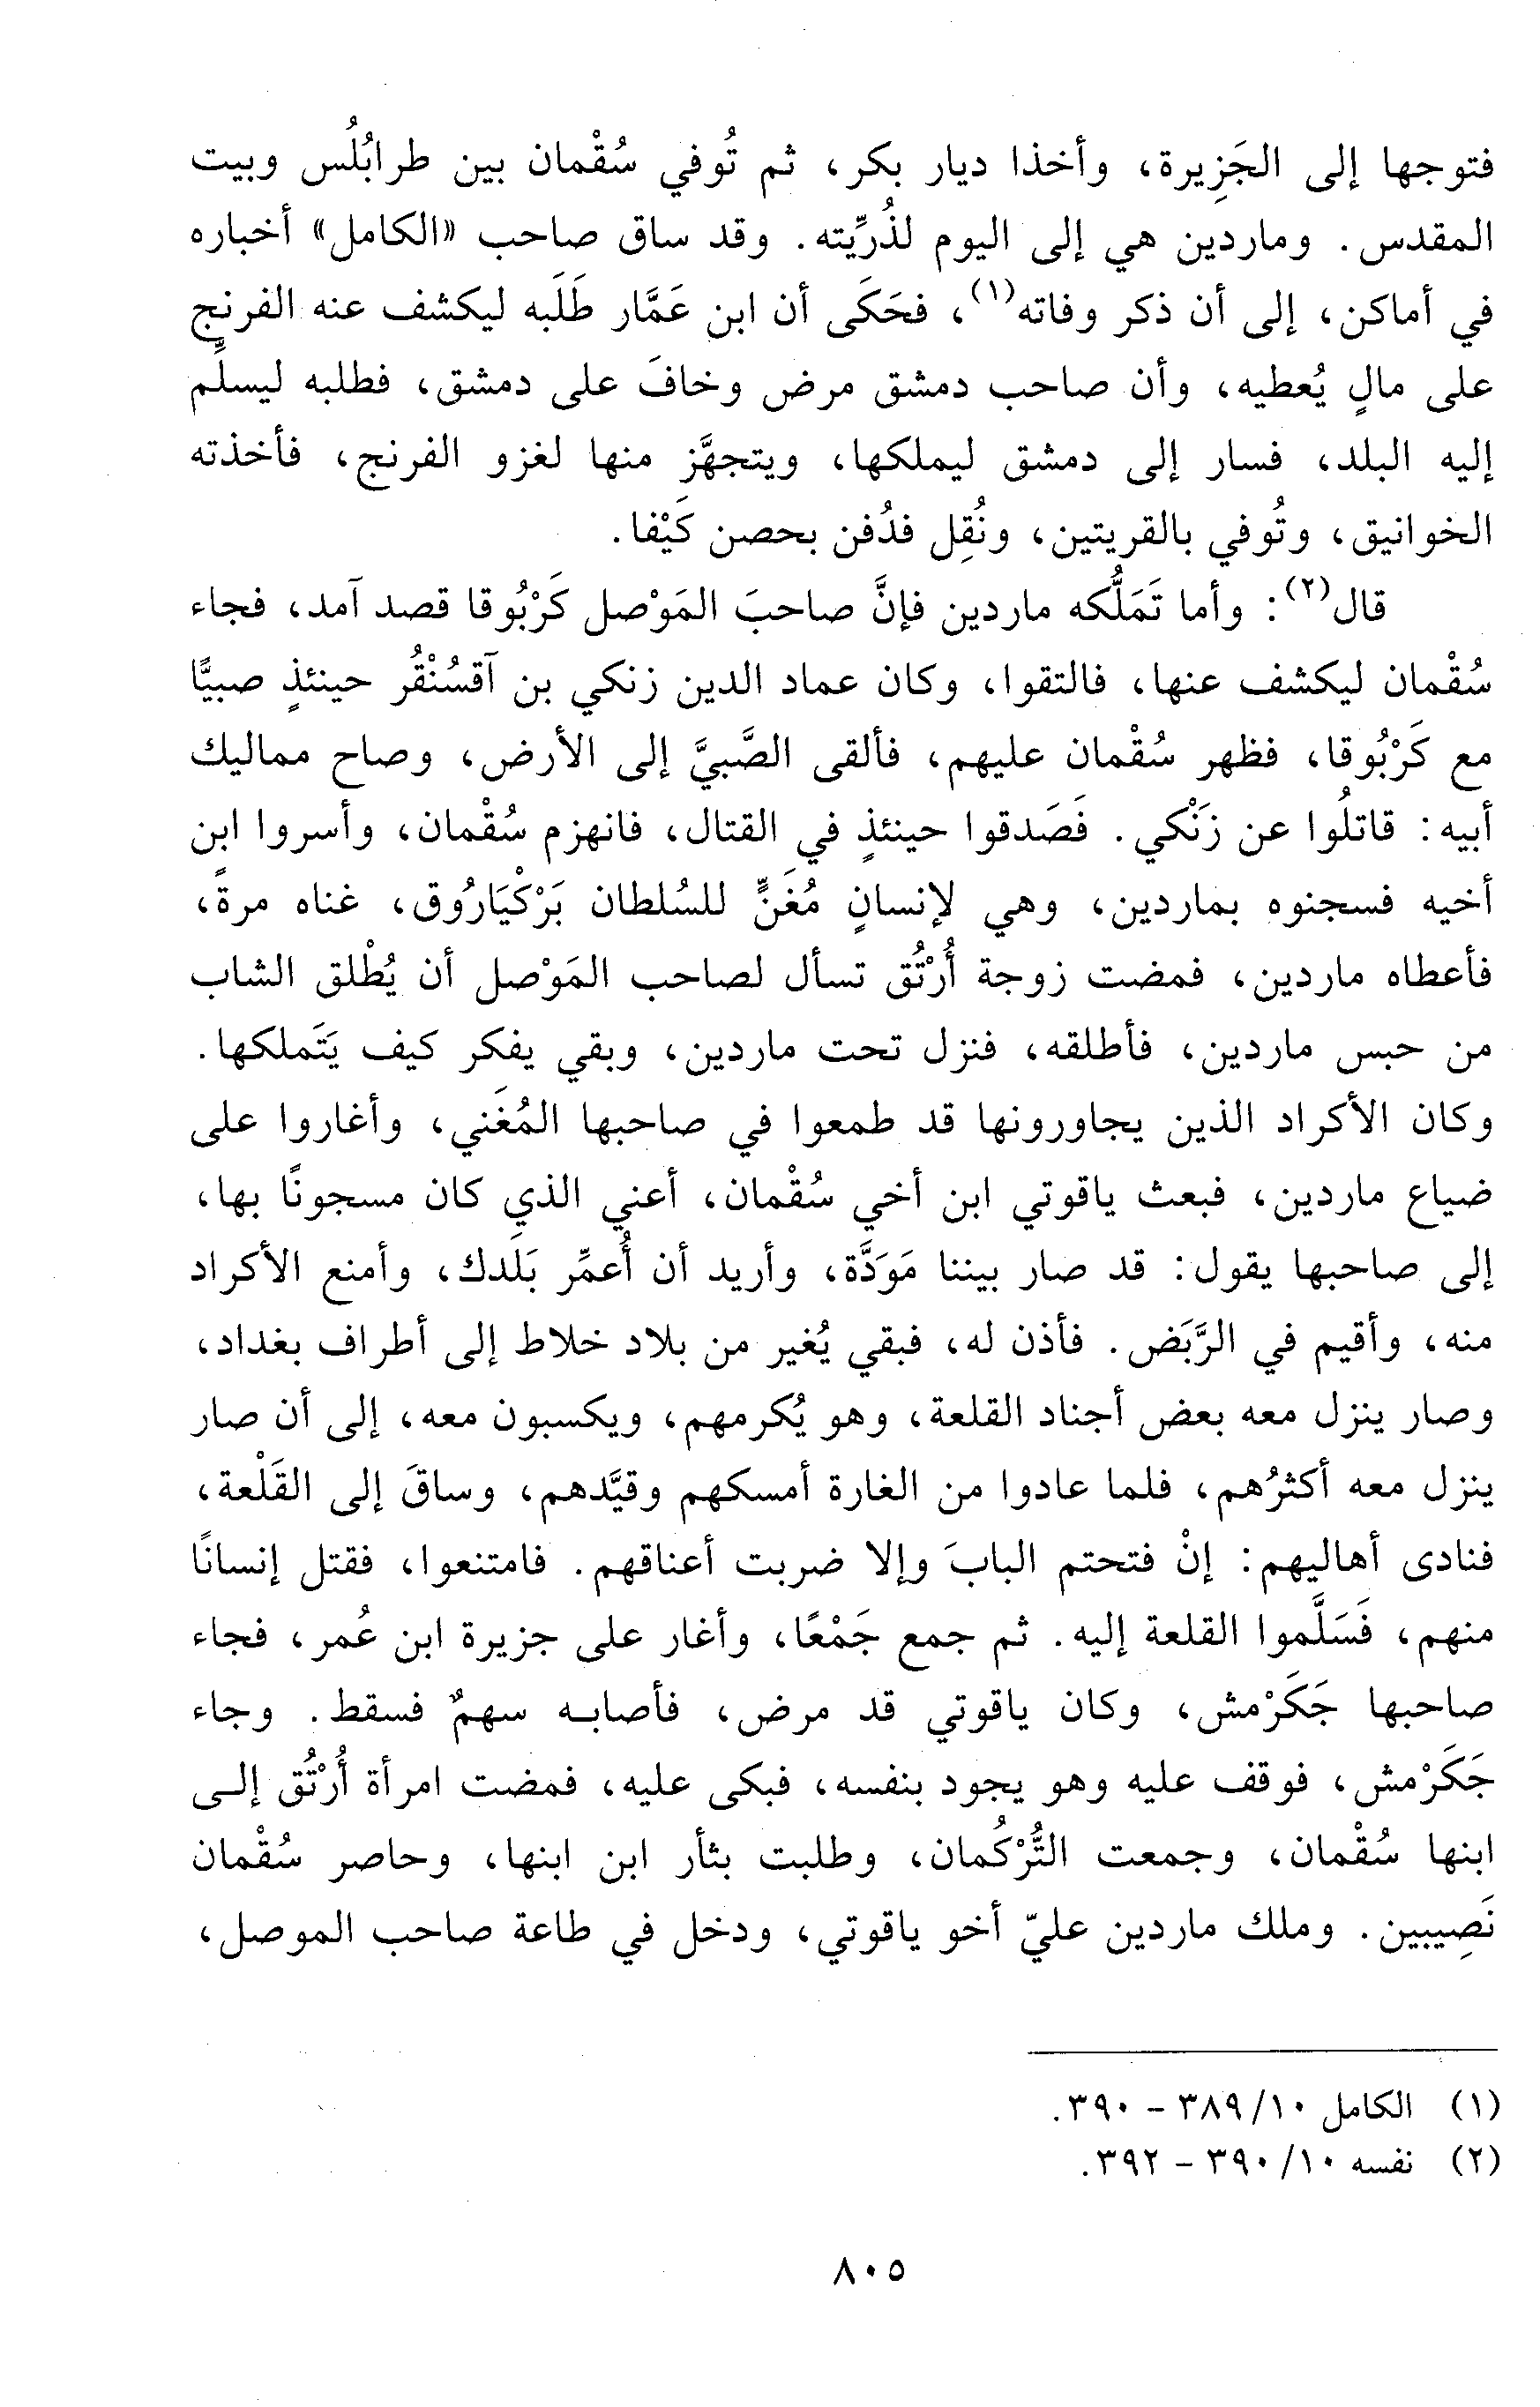 فتوجها إلى الجَزِيرة، وأخذا ديار بكر، ثم تُوفي سُقْمان بين طرابُلُس وبيت
المقدس. وماردين هي إلى اليوم لذُرِّيته. وقد ساق صاحب «الكامل» أخباره
في أماكن، إلى أن ذكر وفاته(١)، فحَكَى أن ابن عَمَّار طَلَبه ليكشف عنه الفرنج
على مالٍ يُعطيه، وأن صاحب دمشق مرض وخافَ على دمشق، فطلبه ليسلِّم
إليه البلد، فسار إلى دمشق ليملكها، ويتجهَّز منها لغزو الفرنج، فأخذته
الخوانيق، وتُوفي بالقريتين، ونُقِل فدُفن بحصن كَيْفا.
قال(٢): وأما تَمَلُّكه ماردين فإنَّ صاحبَ المَوْصل كَرْبُوقا قصد آمد، فجاء
سُقْمان ليكشف عنها، فالتقوا، وكان عماد الدين زنكي بن آقسُنْقُر حينئذٍ صبيًّا
مع كَرْبُوقا، فظهر سُقْمان عليهم، فألقى الصَّبيَّ إلى الأرض، وصاح مماليك
أبيه: قاتلُوا عن زَنْكي. فَصَدقوا حينئذٍ في القتال، فانهزم سُقْمان، وأسروا ابن
أخيه فسجنوه بماردين، وهي لإنسانٍ مُغَنٍّ للسُلطان بَرْكْيَارُوق، غناه مرةً،
فأعطاه ماردين، فمضت زوجة أُرْتُق تسأل لصاحب المَوْصل أن يُطْلق الشاب
من حبس ماردين، فأطلقه، فنزل تحت ماردين، وبقي يفكر كيف يَتَملكها.
وكان الأكراد الذين يجاورونها قد طمعوا في صاحبها المُغَني، وأغاروا على
ضياع ماردين، فبعث ياقوتي ابن أخي سُقْمان، أعني الذي كان مسجونًا بها،
إلى صاحبها يقول: قد صار بيننا مَوَدَّة، وأريد أن أُعمِّر بَلَدك، وأمنع الأكراد
منه، وأقيم في الرَّبَض. فأذن له، فبقي يُغير من بلاد خلاط إلى أطراف بغداد،
وصار ينزل معه بعض أجناد القلعة، وهو يُكرمهم، ويكسبون معه، إلى أن صار
ينزل معه أكثرُهم، فلما عادوا من الغارة أمسكهم وقيَّدهم، وساقَ إلى القَلْعة،
فنادى أهاليهم: إنْ فتحتم البابَ وإلا ضربت أعناقهم. فامتنعوا، فقتل إنسانًا
منهم، فَسَلَّموا القلعة إليه. ثم جمع جَمْعًا، وأغار على جزيرة ابن عُمر، فجاء
صاحبها جَكَرْمش، وكان ياقوتي قد مرض، فأصابه سهمٌ فسقط. وجاء
جَكَرْمش، فوقف عليه وهو يجود بنفسه، فبكى عليه، فمضت امرأة أُرْتُق إلى
ابنها سُقْمان، وجمعت التُّرْكُمان، وطلبت بثأر ابن ابنها، وحاصر سُقْمان
نَصِيبين. وملك ماردين عليّ أخو ياقوتي، ودخل في طاعة صاحب الموصل،
(١) الكامل ١٠/ ٣٨٩ - ٣٩٠.
(٢) نفسه ١٠/ ٣٩٠ - ٣٩٢.
٨٠٥